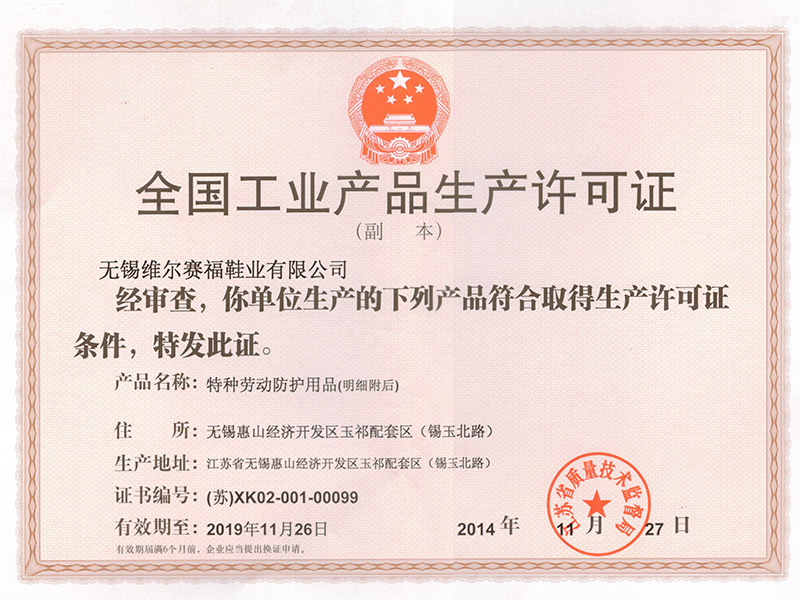 全国工业产品生产许可证
（副 本）
无锡维尔赛福鞋业有限公司
经审查，你单位生产的下列产品符合取得生产许可证
条件，特发此证。
产品名称：特种劳动防护用品(明细附后)
住 所：无锡惠山经济开发区玉祁配套区（锡玉北路）
生产地址：江苏省无锡惠山经济开发区玉祁配套区（锡玉北路）
证书编号：(苏)XK02-001-00099
有效期至：2019年11月26日
2014 年 11 月 27 日
有效期届满6个月前，企业应当提出换证申请。
江苏省质量技术监督局